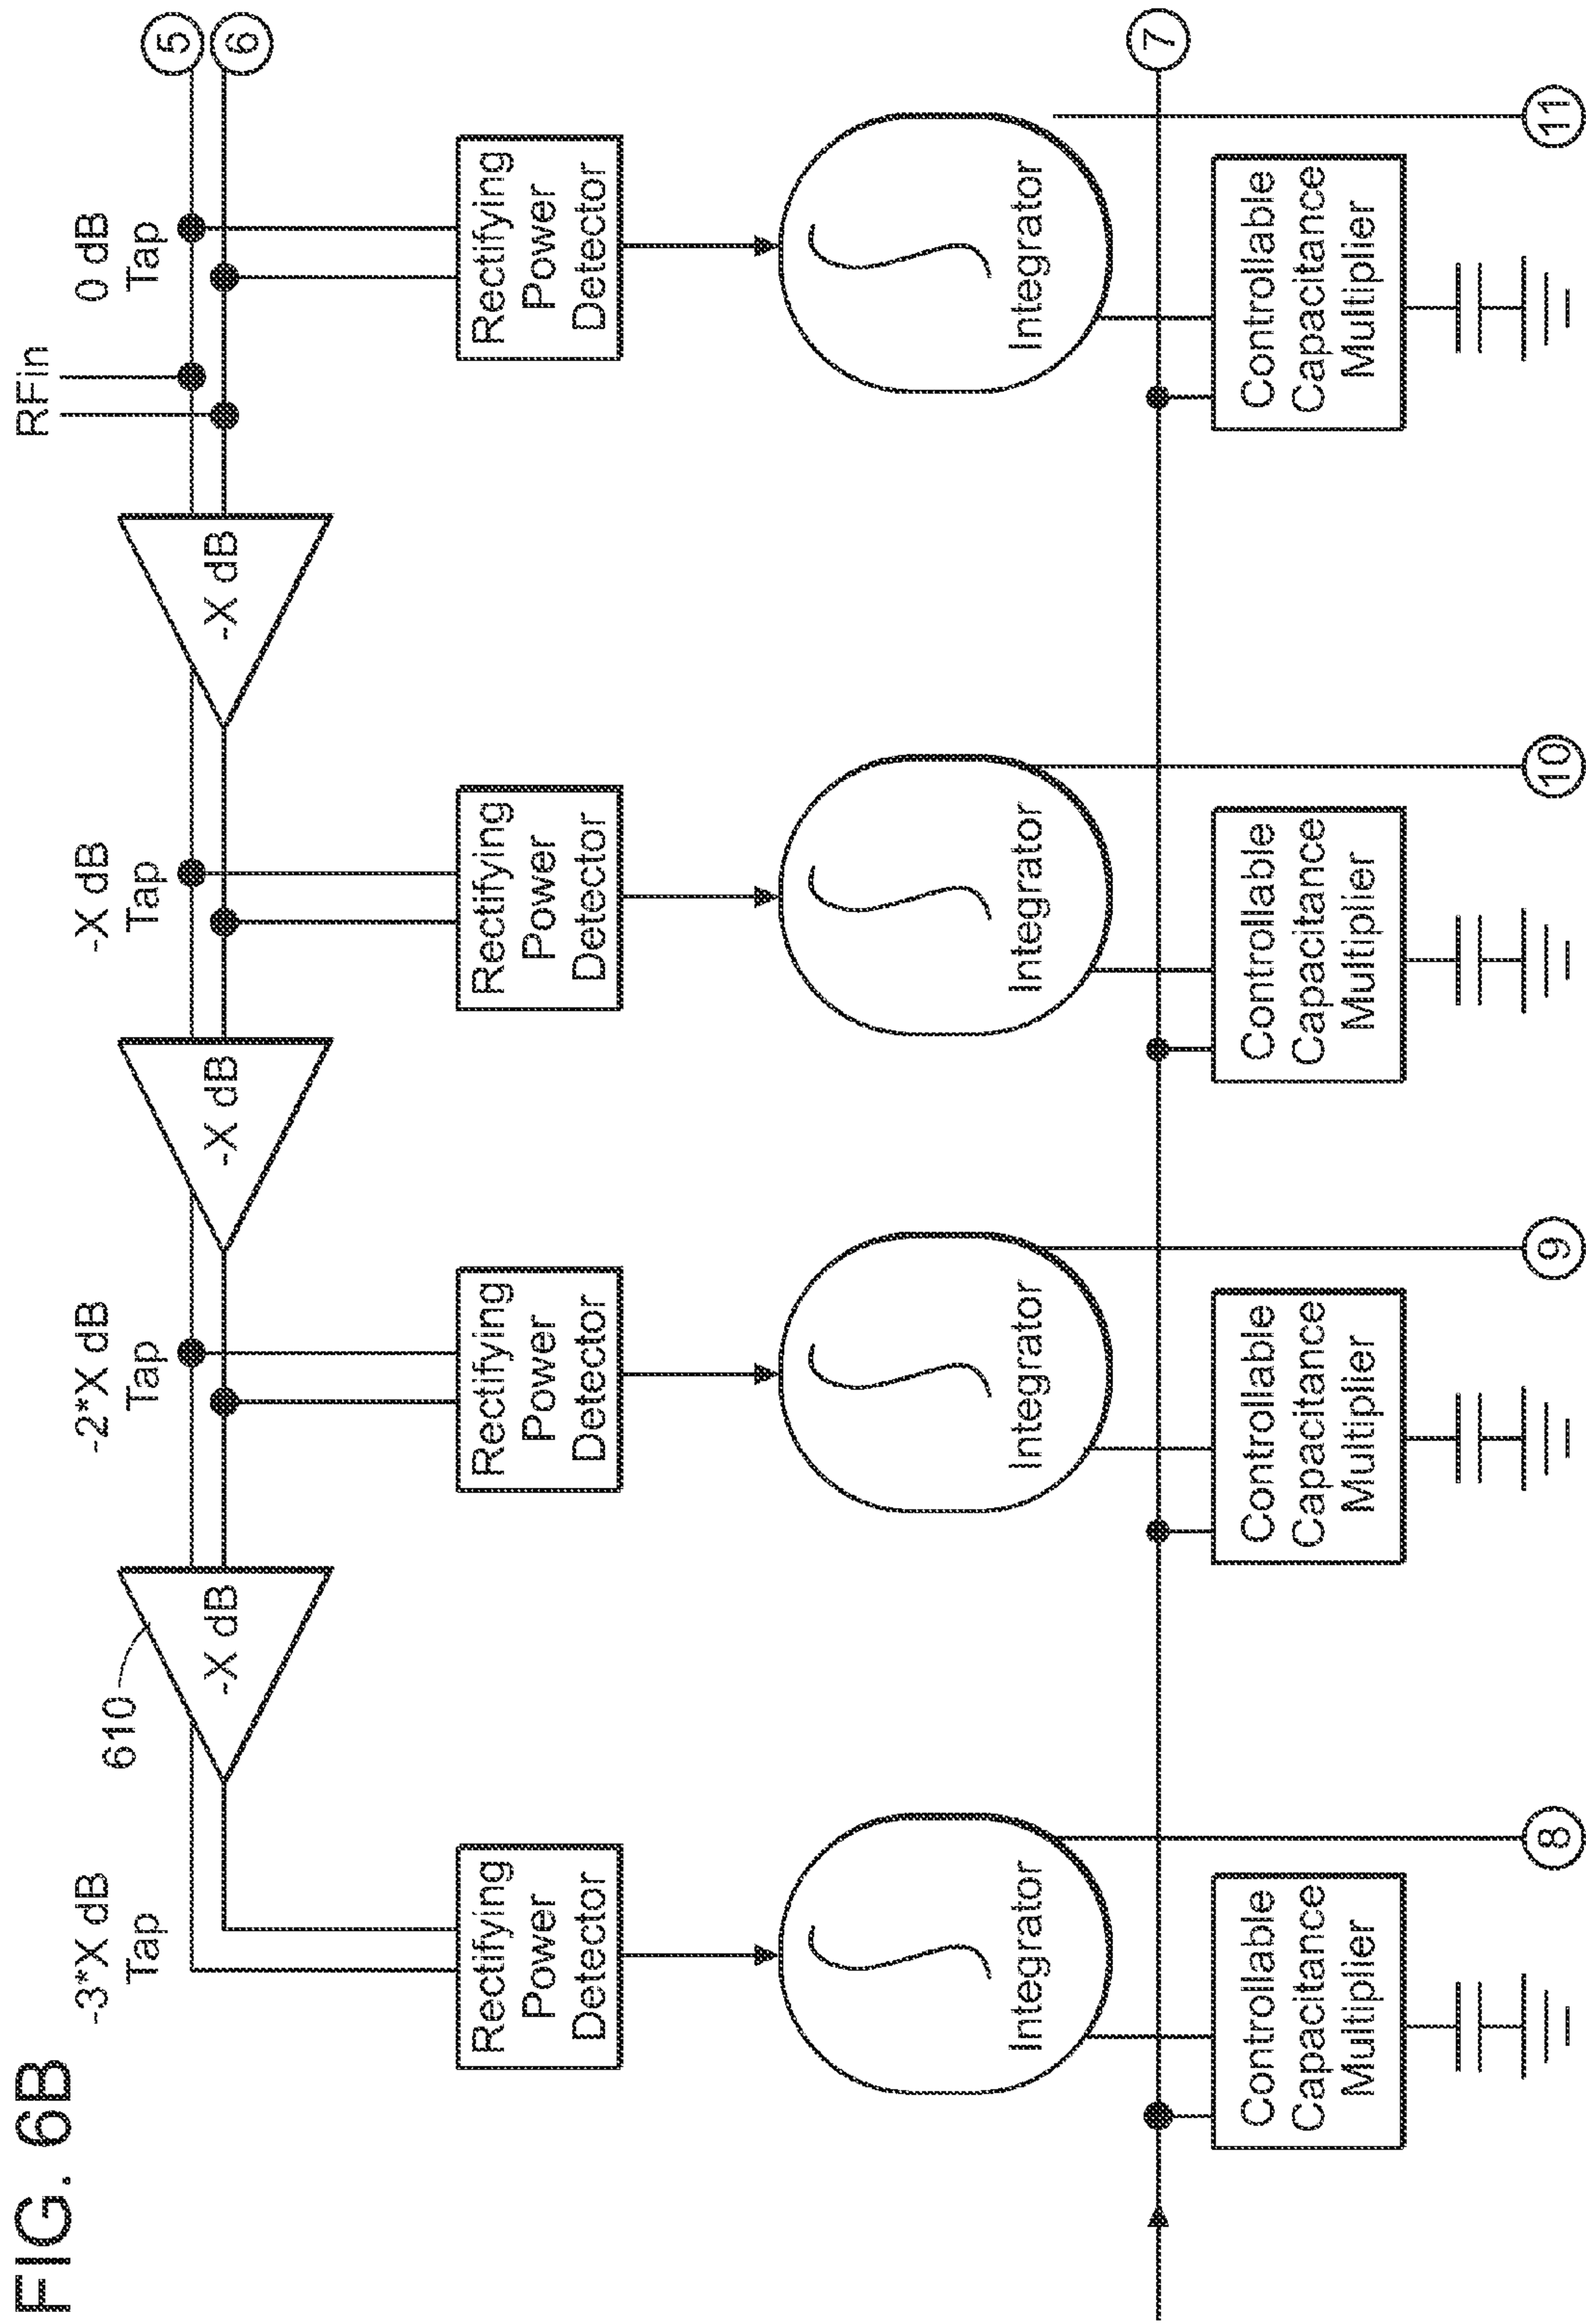 FIG. 6B
-3*X dB
Tap
-2*X dB
Tap
-X dB
Tap
0 dB
Tap
RFin
610
-X dB
-X dB
-X dB
5
6
Rectifying
Power
Detector
Rectifying
Power
Detector
Rectifying
Power
Detector
Rectifying
Power
Detector
Integrator
Integrator
Integrator
Integrator
7
Controllable
Capacitance
Multiplier
Controllable
Capacitance
Multiplier
Controllable
Capacitance
Multiplier
Controllable
Capacitance
Multiplier
8
9
10
11